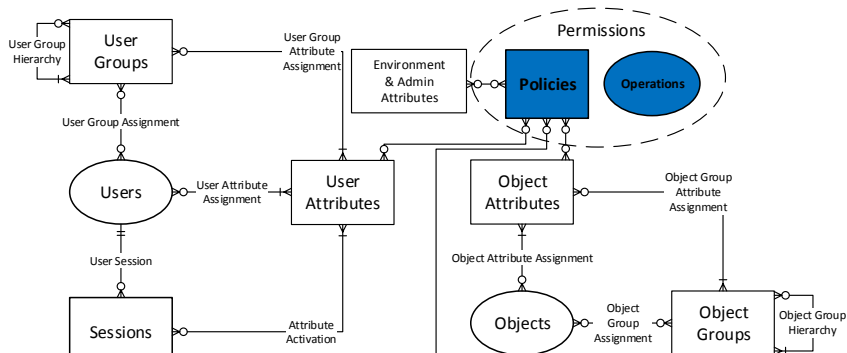 Permissions
User Group
Hierarchy
User
Groups
User Group
Attribute
Assignment
Environment
& Admin
Attributes
Policies
Operations
User Group Assignment
Users
User Attribute
Assignment
User
Attributes
Object
Attributes
Object Group
Attribute
Assignment
User Session
Object Attribute Assignment
Sessions
Attribute
Activation
Objects
Object
Group
Assignment
Object
Groups
Object Group
Hierarchy